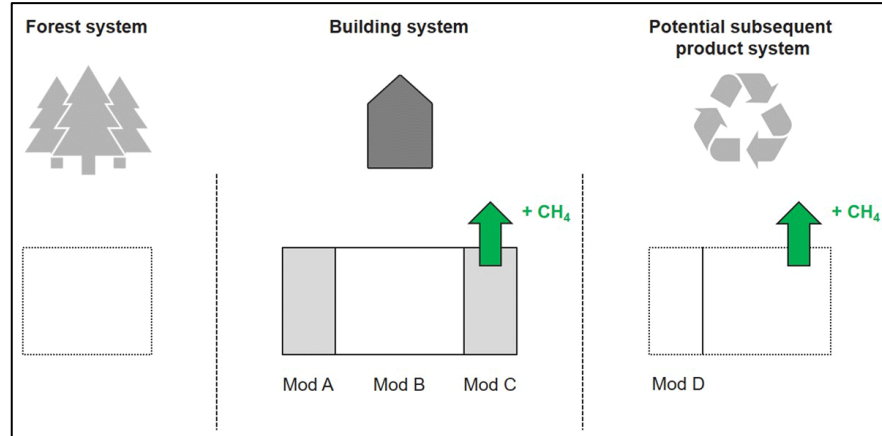 Forest system
Building system
Potential subsequent
product system
+ CH₄
+ CH₄
Mod A
Mod B
Mod C
Mod D